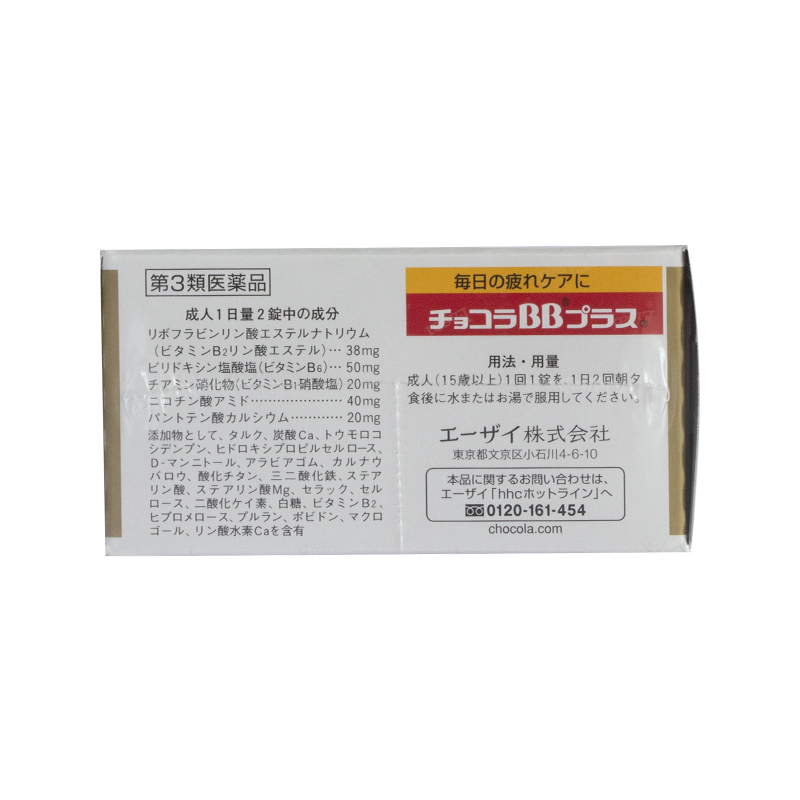 第3類医薬品
成人1日量2錠中の成分
リボフラビンリン酸エステルナトリウム
(ビタミンB2リン酸エステル)… 38mg
ピリドキシン塩酸塩(ビタミンB6)… 50mg
チアミン硝化物(ビタミンB1硝酸塩) 20mg
ニコチン酸アミド………………… 40mg
パントテン酸カルシウム………… 20mg
添加物として、タルク、炭酸Ca、トウモロコ
シデンプン、ヒドロキシプロピルセルロース、
D-マンニトール、アラビアゴム、カルナウ
バロウ、酸化チタン、三二酸化鉄、ステア
リン酸、ステアリン酸Mg、セラック、セル
ロース、二酸化ケイ素、白糖、ビタミンB2、
ヒプロメロース、プルラン、ポビドン、マクロ
ゴール、リン酸水素Caを含有
毎日の疲れケアに
チョコラBB®プラス®
用法・用量
成人(15歳以上)1回1錠を、1日2回朝夕
食後に水またはお湯で服用してください。
エーザイ株式会社
東京都文京区小石川4-6-10
本品に関するお問い合わせは、
エーザイ「hhcホットライン」へ
0120-161-454
chocola.com